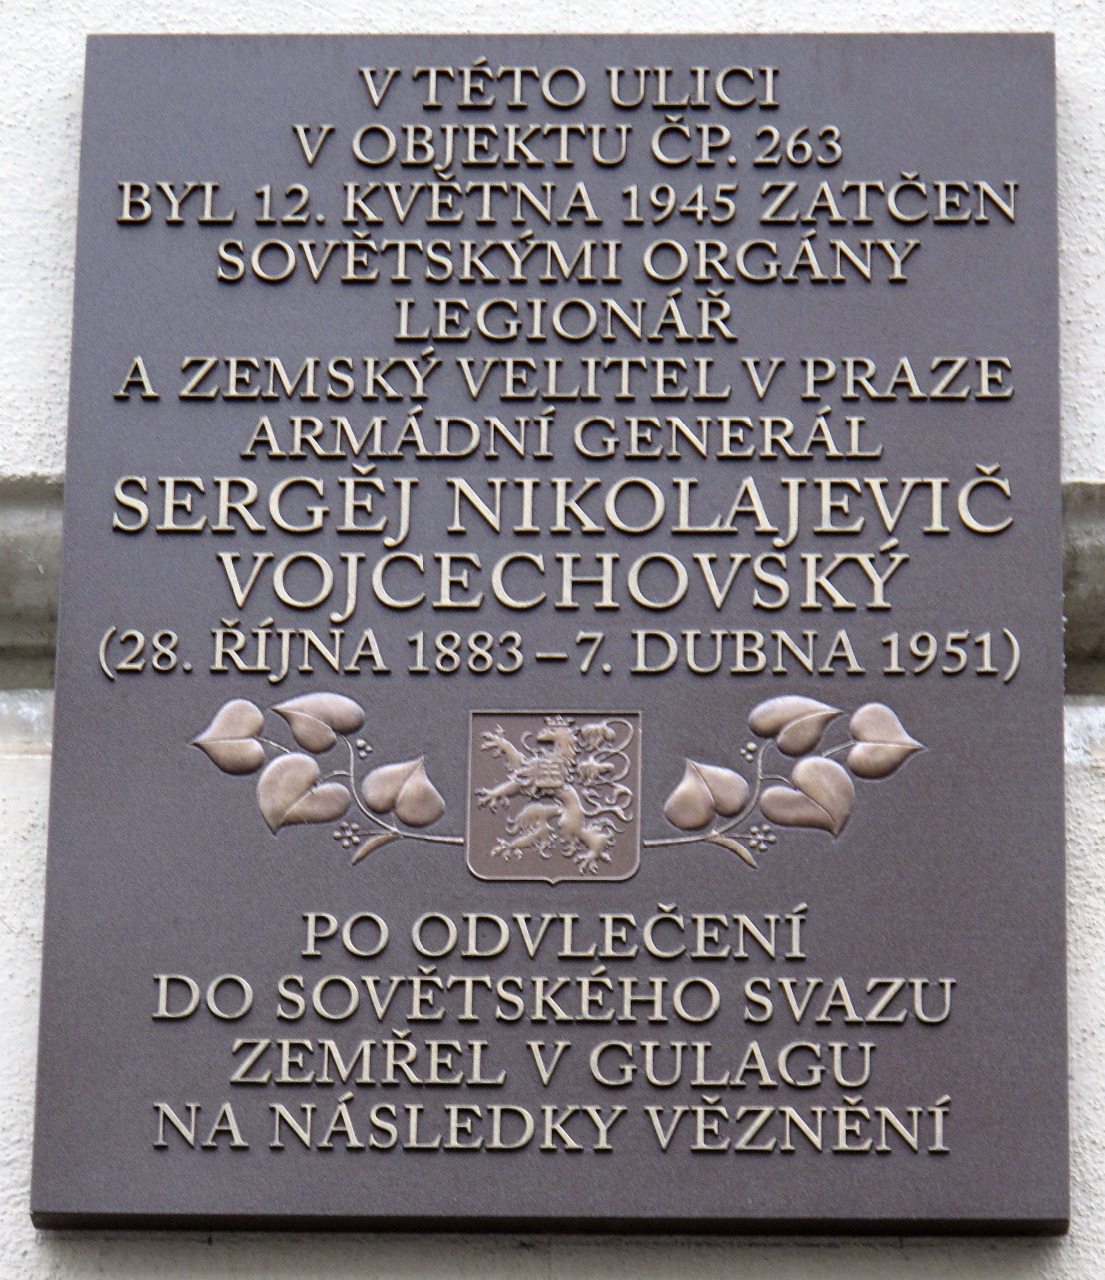 V TÉTO ULICI
V OBJEKTU ČP. 263
BYL 12. KVĚTNA 1945 ZATČEN
SOVĚTSKÝMI ORGÁNY
LEGIONÁŘ
A ZEMSKÝ VELITEL V PRAZE
ARMÁDNÍ GENERÁL
SERGĚJ NIKOLAJEVIČ
VOJCECHOVSKÝ
(28. ŘÍJNA 1883 – 7. DUBNA 1951)
PO ODVLEČENÍ
DO SOVĚTSKÉHO SVAZU
ZEMŘEL V GULAGU
NA NÁSLEDKY VĚZNĚNÍ